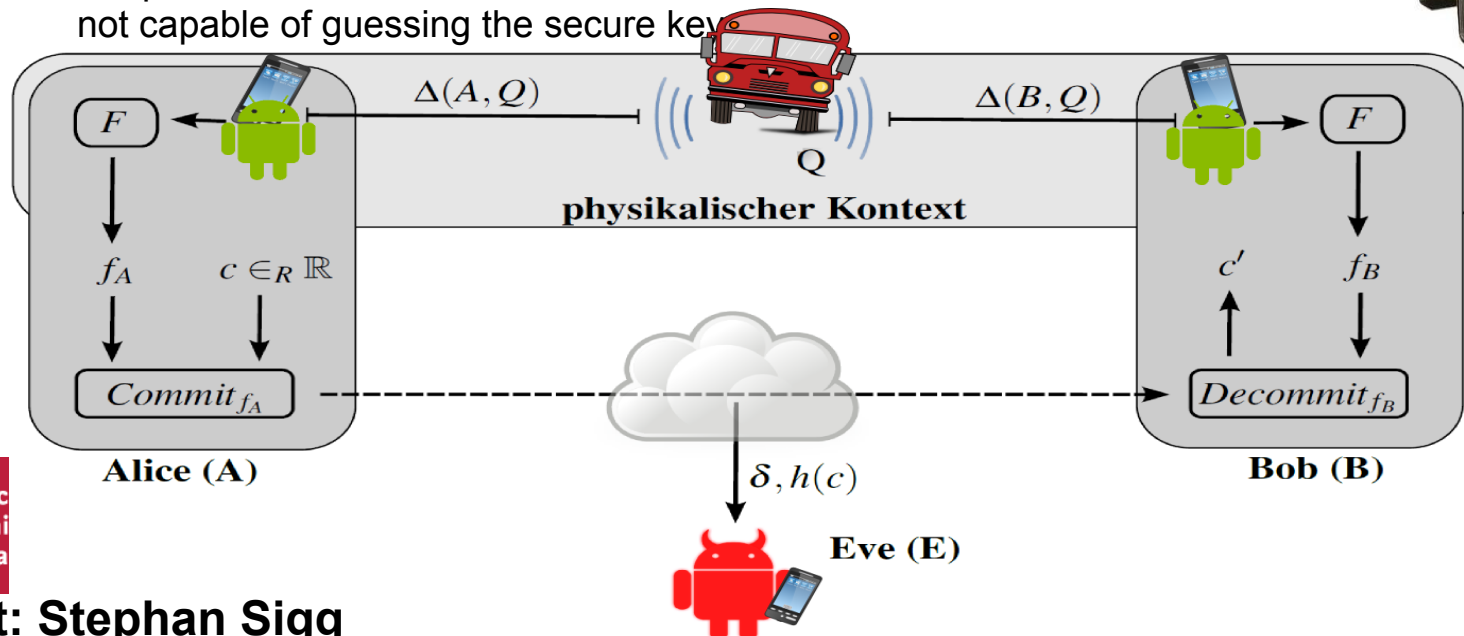 not capable of guessing the secure key
Δ(A, Q)
Δ(B, Q)
F
F
Q
physikalischer Kontext
f_A
c ∈_R ℝ
c′
f_B
Commit_{f_A}
Decommit_{f_B}
Alice (A)
Bob (B)
δ, h(c)
Eve (E)
t: Stephan Sigg